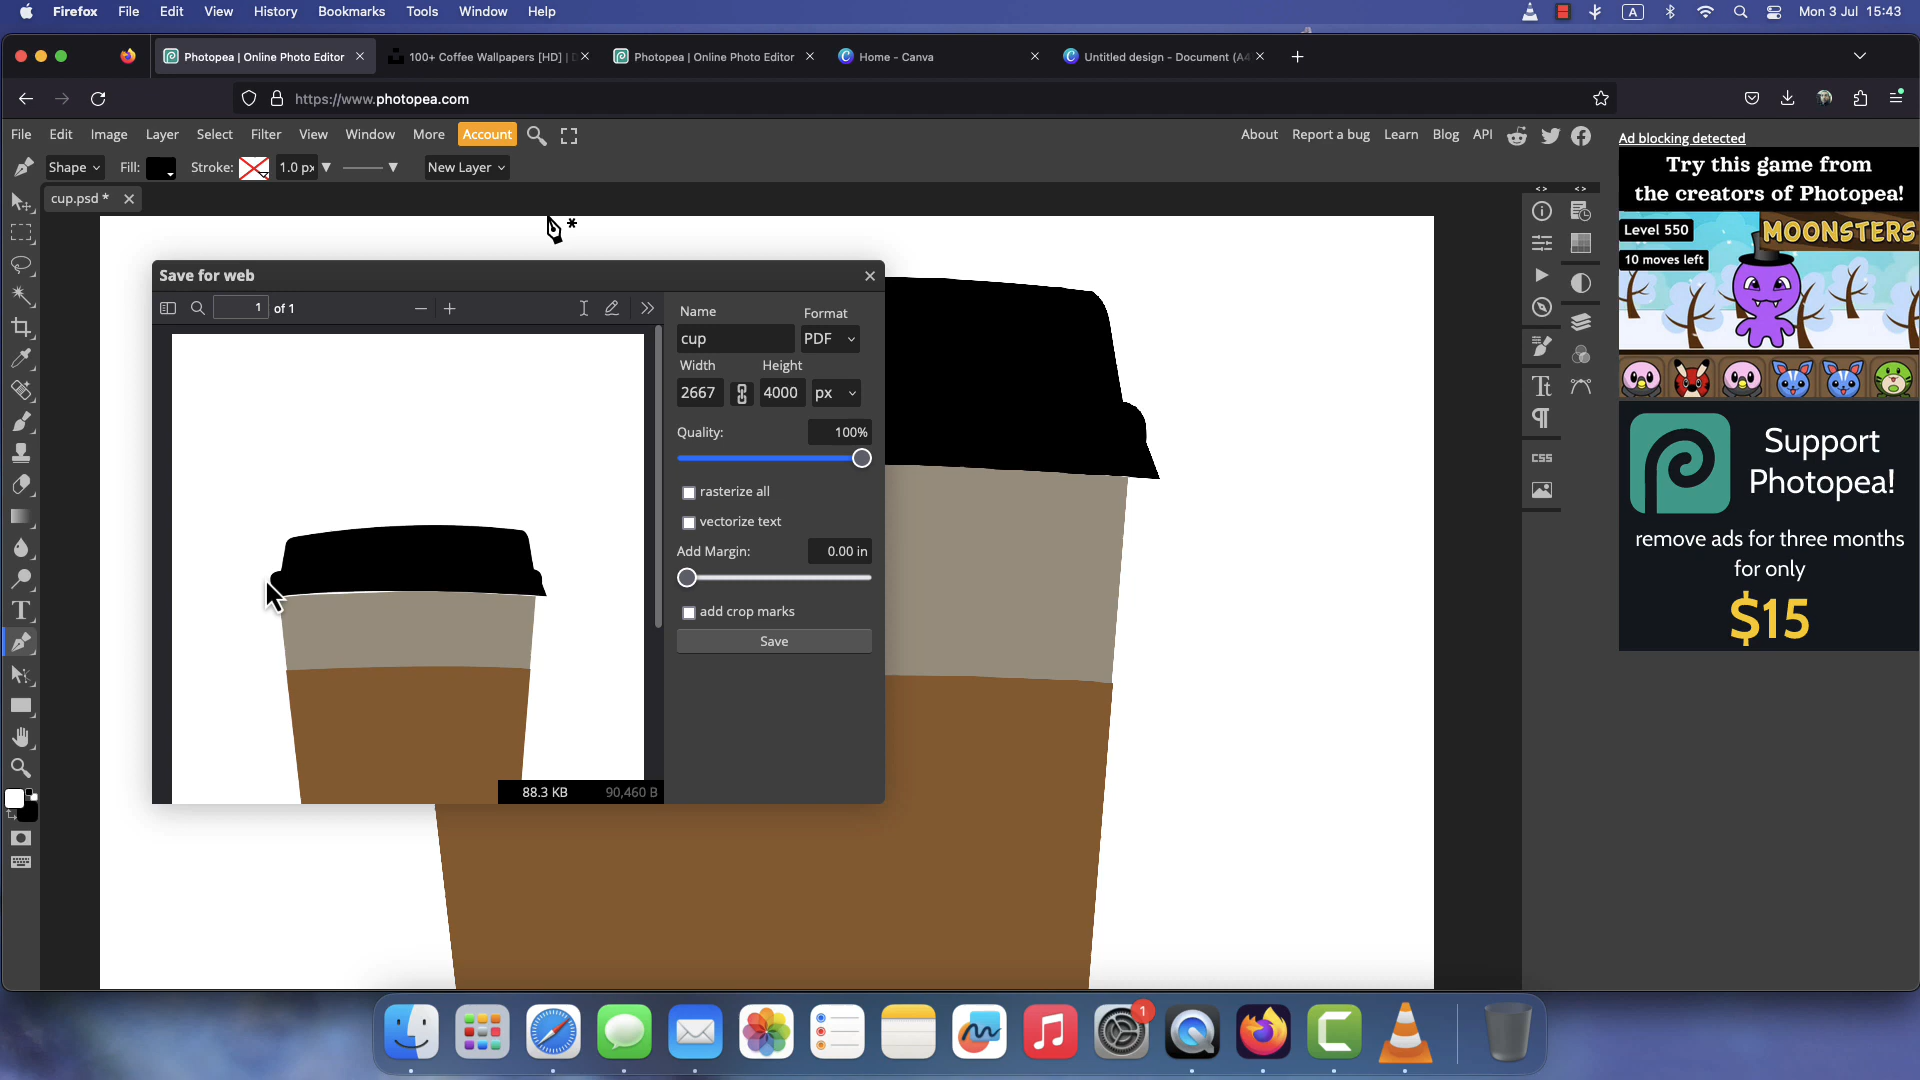 Firefox File Edit View History Bookmarks Tools Window Help
A Mon 3 Jul 15:43
Photopea | Online Photo Editor
100+ Coffee Wallpapers [HD] |
Photopea | Online Photo Editor
Home - Canva
Untitled design - Document (A4
https://www.photopea.com
File Edit Image Layer Select Filter View Window More Account
About Report a bug Learn Blog API
Shape Fill: Stroke: 1.0 px New Layer
cup.psd *
Save for web
1 of 1
Name
Format
cup
PDF
Width Height
2667 4000 px
Quality: 100%
rasterize all
vectorize text
Add Margin: 0.00 in
add crop marks
Save
88.3 KB 90,460 B
CSS
Ad blocking detected
Try this game from
the creators of Photopea!
Level 550
MOONSTERS
10 moves left
Support
Photopea!
remove ads for three months
for only
$15
1